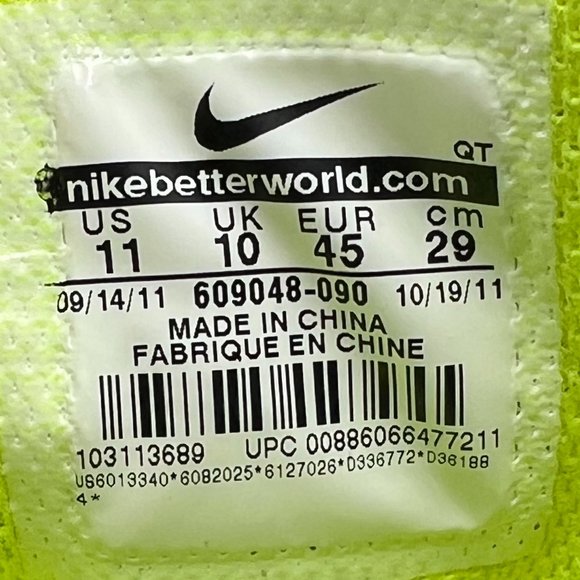 QT
nikebetterworld.com
US UK EUR cm
11 10 45 29
09/14/11 609048-090 10/19/11
MADE IN CHINA
FABRIQUE EN CHINE
103113689 UPC 00886066477211
US6013340*6082025*6127026*D336772*D36188
4*